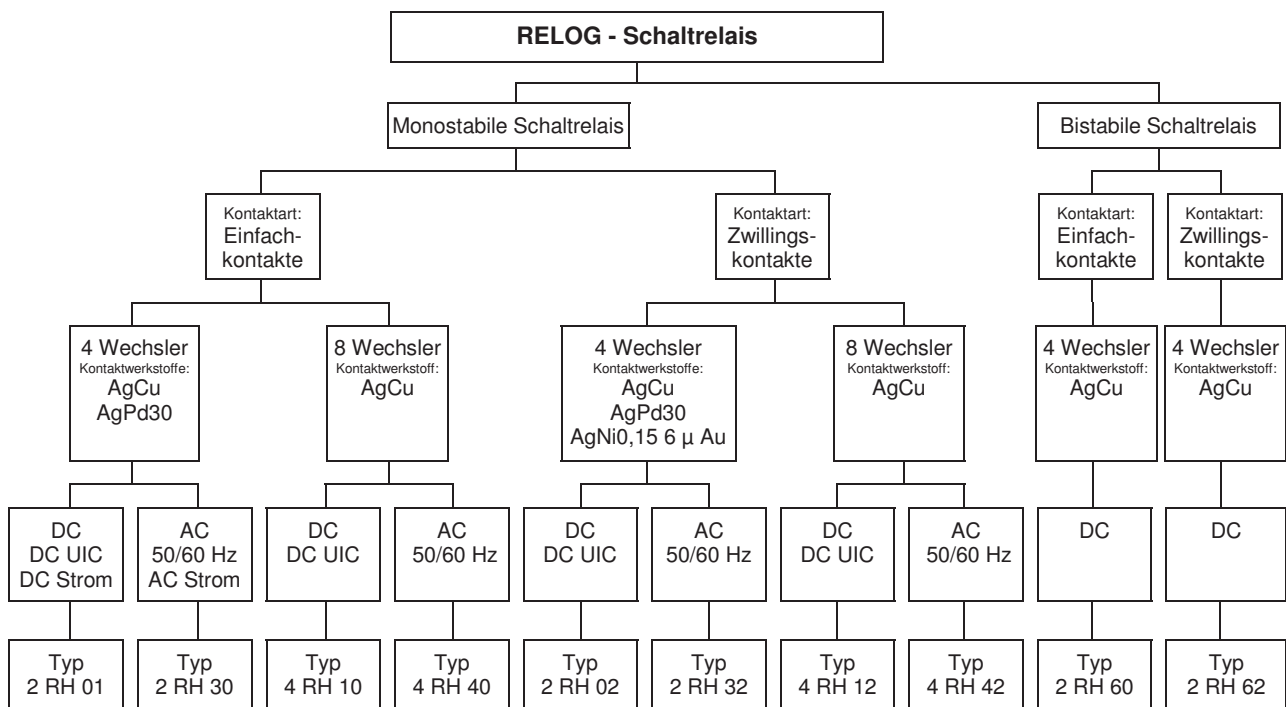 RELOG - Schaltrelais
Monostabile Schaltrelais
Bistabile Schaltrelais
Kontaktart:
Einfach-
kontakte
Kontaktart:
Zwillings-
kontakte
Kontaktart:
Einfach-
kontakte
Kontaktart:
Zwillings-
kontakte
4 Wechsler
Kontaktwerkstoffe:
AgCu
AgPd30
8 Wechsler
Kontaktwerkstoff:
AgCu
4 Wechsler
Kontaktwerkstoffe:
AgCu
AgPd30
AgNi0,15 6 µ Au
8 Wechsler
Kontaktwerkstoff:
AgCu
4 Wechsler
Kontaktwerkstoff:
AgCu
4 Wechsler
Kontaktwerkstoff:
AgCu
DC
DC UIC
DC Strom
AC
50/60 Hz
AC Strom
DC
DC UIC
AC
50/60 Hz
DC
DC UIC
AC
50/60 Hz
DC
DC UIC
AC
50/60 Hz
DC
DC
Typ
2 RH 01
Typ
2 RH 30
Typ
4 RH 10
Typ
4 RH 40
Typ
2 RH 02
Typ
2 RH 32
Typ
4 RH 12
Typ
4 RH 42
Typ
2 RH 60
Typ
2 RH 62